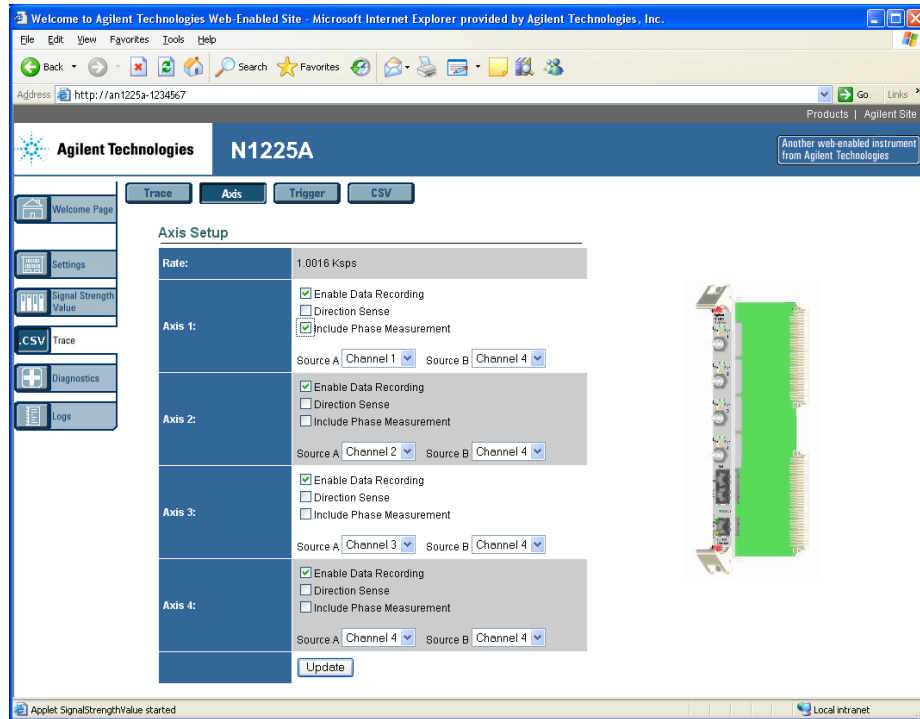 Welcome to Agilent Technologies Web-Enabled Site - Microsoft Internet Explorer provided by Agilent Technologies, Inc.
File Edit View Favorites Tools Help
Back Search Favorites
Address http://an1225a-1234567 Go Links
Products | Agilent Site
Agilent Technologies N1225A
Another web-enabled instrument
from Agilent Technologies
Trace Axis Trigger CSV
Welcome Page
Settings
Signal Strength
Value
.CSV Trace
Diagnostics
Logs
Axis Setup
Rate: 1.0016 Ksps
Axis 1:
Enable Data Recording
Direction Sense
Include Phase Measurement
Source A Channel 1 Source B Channel 4
Axis 2:
Enable Data Recording
Direction Sense
Include Phase Measurement
Source A Channel 2 Source B Channel 4
Axis 3:
Enable Data Recording
Direction Sense
Include Phase Measurement
Source A Channel 3 Source B Channel 4
Axis 4:
Enable Data Recording
Direction Sense
Include Phase Measurement
Source A Channel 4 Source B Channel 4
Update
Applet SignalStrengthValue started
Local intranet